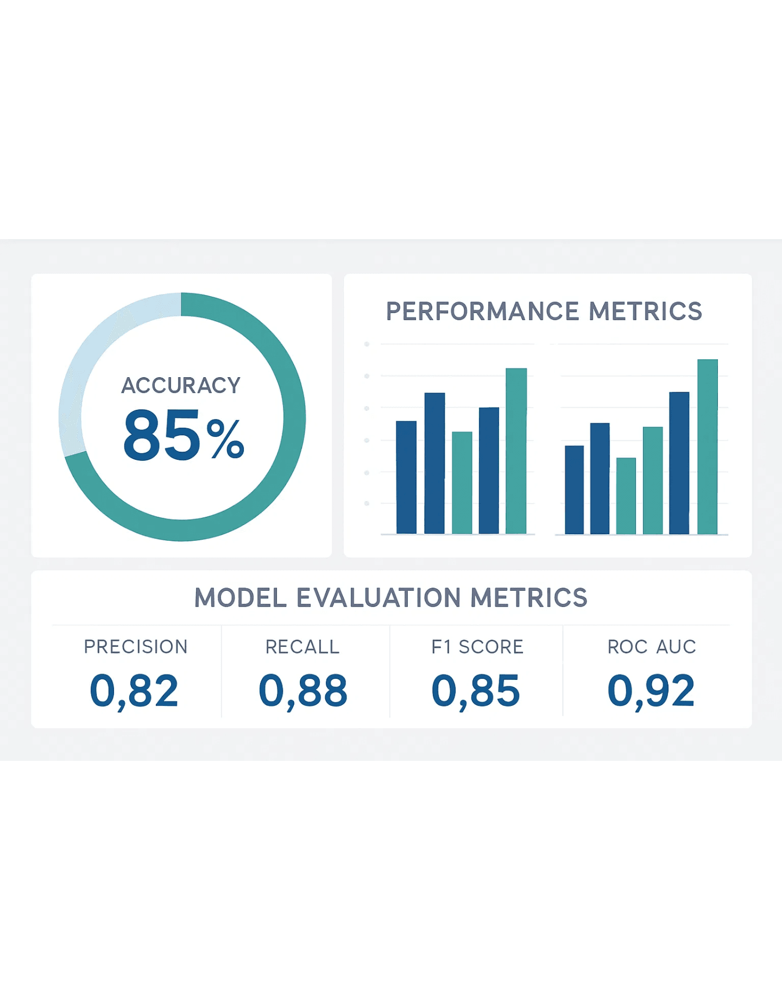 ACCURACY
85%
PERFORMANCE METRICS
MODEL EVALUATION METRICS
PRECISION
0,82
RECALL
0,88
F1 SCORE
0,85
ROC AUC
0,92